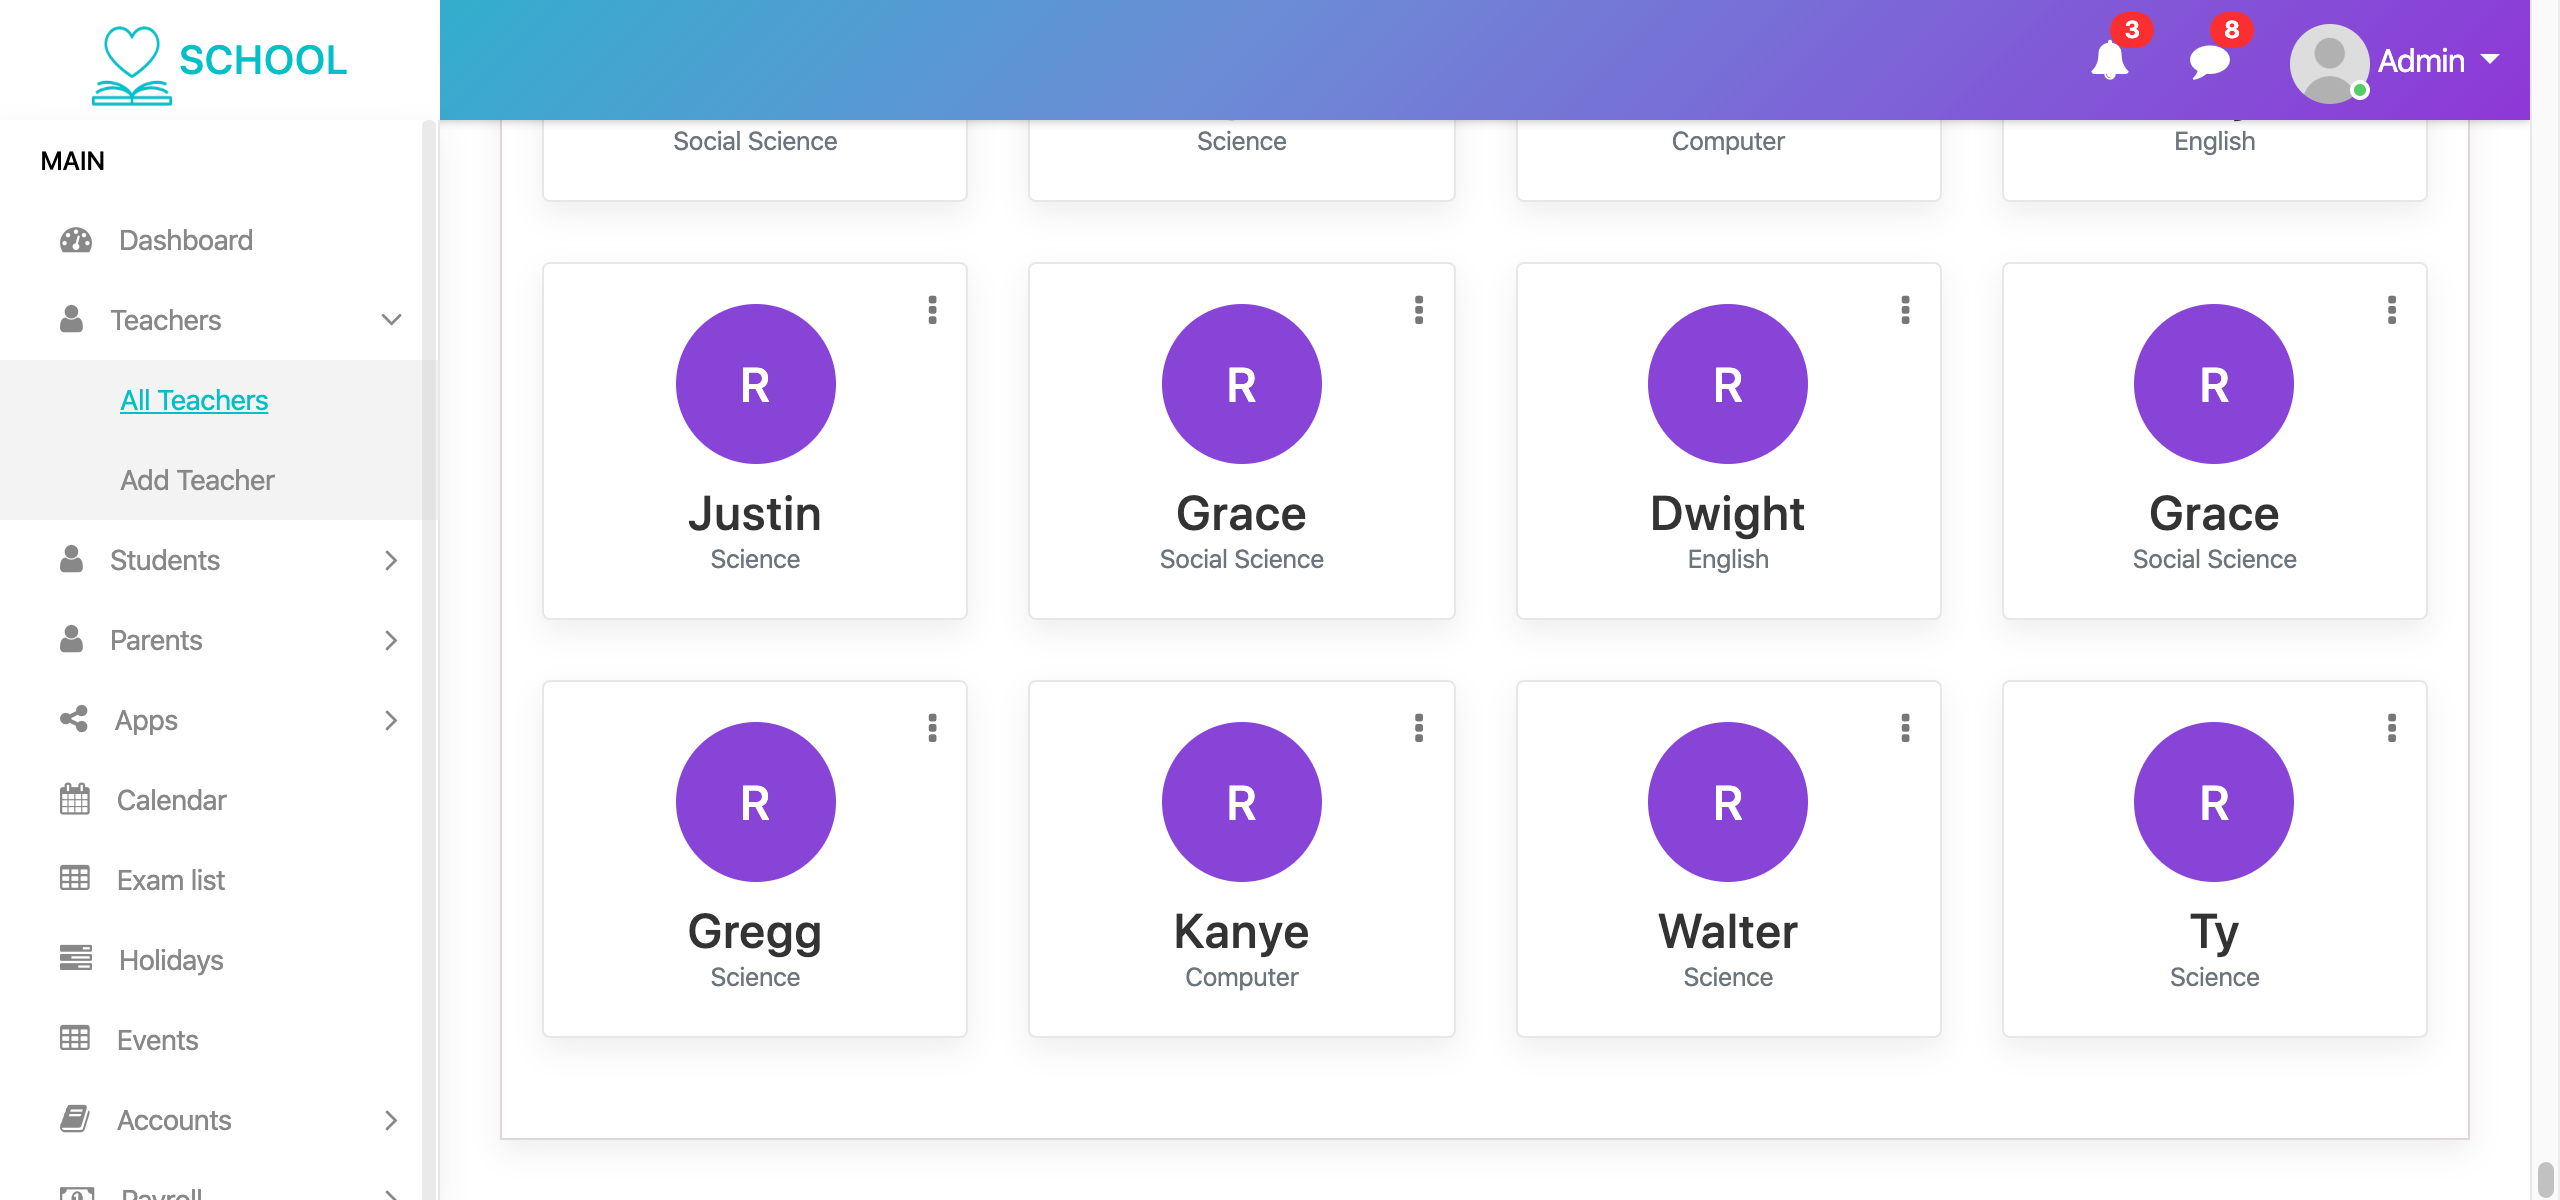 SCHOOL
3
8
Admin
MAIN
Dashboard
Teachers
All Teachers
Add Teacher
Students
Parents
Apps
Calendar
Exam list
Holidays
Events
Accounts
Payroll
Social Science
Science
Computer
English
R
R
R
R
Justin
Grace
Dwight
Grace
Science
Social Science
English
Social Science
R
R
R
R
Gregg
Kanye
Walter
Ty
Science
Computer
Science
Science